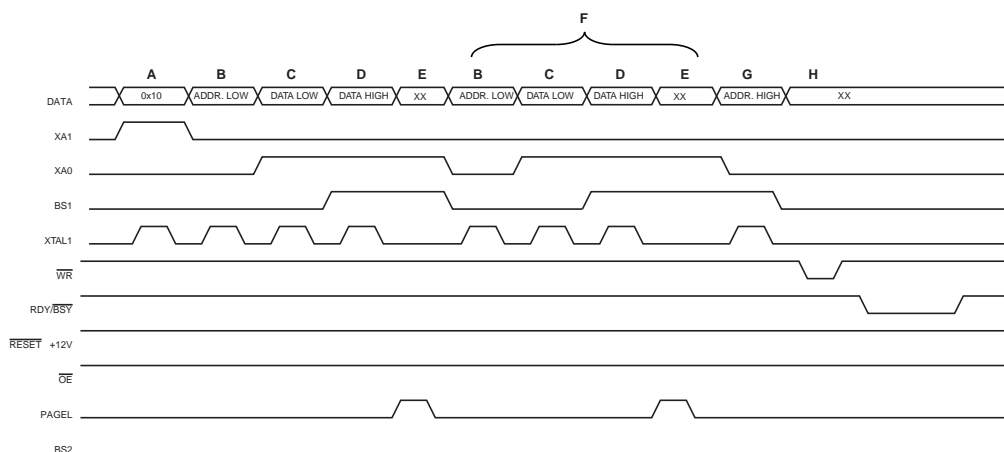 F
A B C D E B C D E G H
DATA 0x10 ADDR. LOW DATA LOW DATA HIGH XX ADDR. LOW DATA LOW DATA HIGH XX ADDR. HIGH XX
XA1
XA0
BS1
XTAL1
WR
RDY/BSY
RESET +12V
OE
PAGEL
BS2